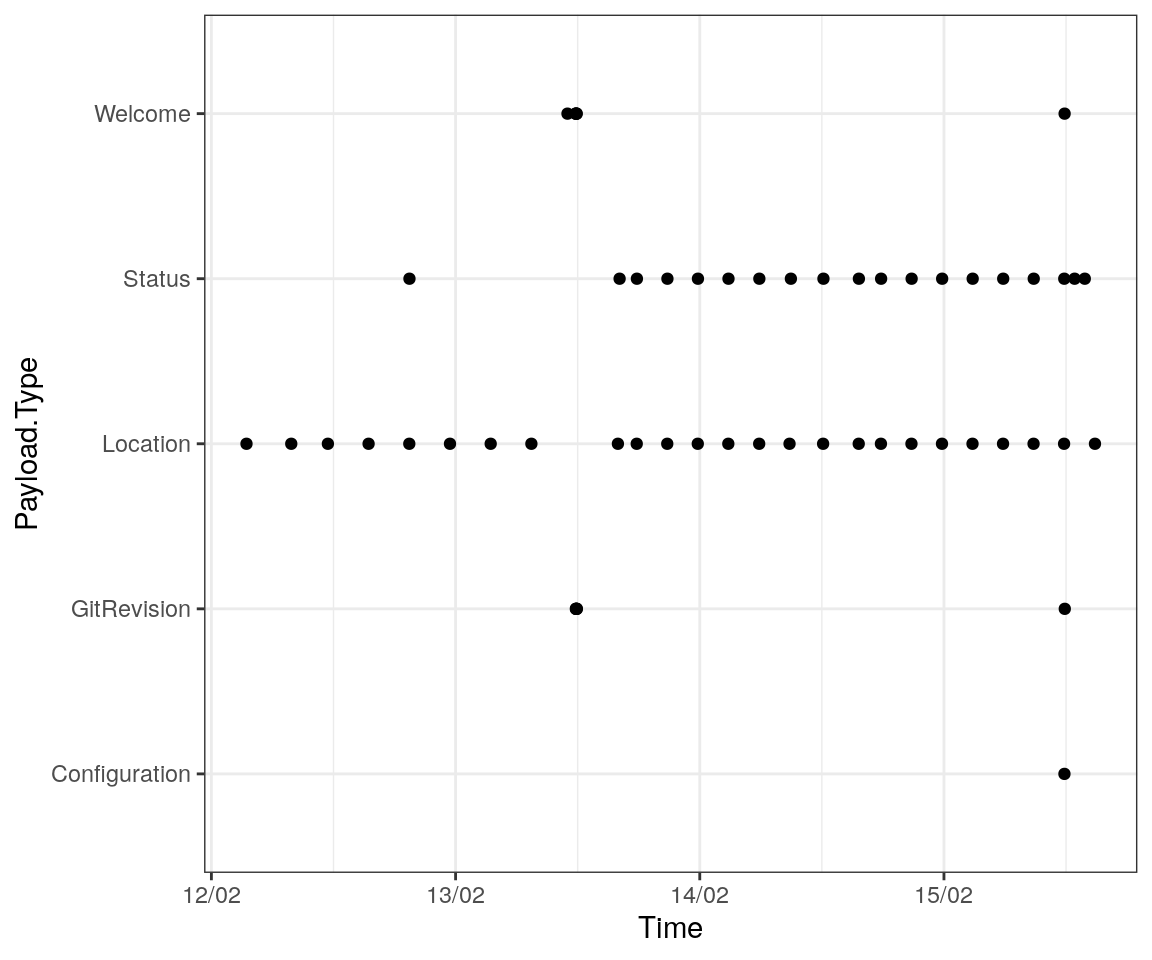 Welcome
Status
Location
GitRevision
Configuration
Payload.Type
12/02 13/02 14/02 15/02
Time